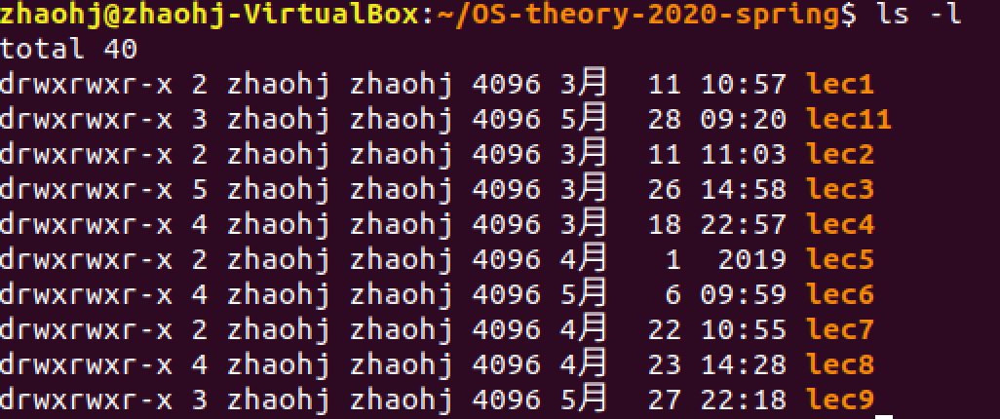 zhaohj@zhaohj-VirtualBox:~/OS-theory-2020-spring$ ls -l
total 40
drwxrwxr-x 2 zhaohj zhaohj 4096 3月  11 10:57 lec1
drwxrwxr-x 3 zhaohj zhaohj 4096 5月  28 09:20 lec11
drwxrwxr-x 2 zhaohj zhaohj 4096 3月  11 11:03 lec2
drwxrwxr-x 5 zhaohj zhaohj 4096 3月  26 14:58 lec3
drwxrwxr-x 4 zhaohj zhaohj 4096 3月  18 22:57 lec4
drwxrwxr-x 2 zhaohj zhaohj 4096 4月   1  2019 lec5
drwxrwxr-x 4 zhaohj zhaohj 4096 5月   6 09:59 lec6
drwxrwxr-x 2 zhaohj zhaohj 4096 4月  22 10:55 lec7
drwxrwxr-x 4 zhaohj zhaohj 4096 4月  23 14:28 lec8
drwxrwxr-x 3 zhaohj zhaohj 4096 5月  27 22:18 lec9